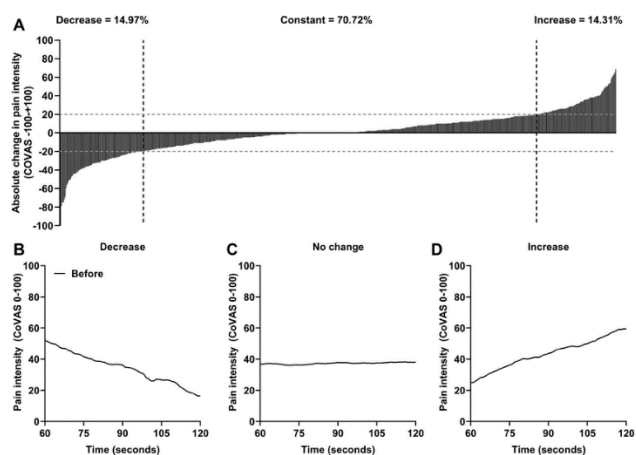 Decrease = 14.97% Constant = 70.72% Increase = 14.31%
A
Absolute change in pain intensity
(COVAS -100-+100)
100
80
60
40
20
0
-20
-40
-60
-80
-100
B Decrease
Pain intensity (CoVAS 0-100)
100
80
60
40
20
0
Before
60 75 90 105 120
Time (seconds)
C No change
Pain intensity (CoVAS 0-100)
100
80
60
40
20
0
60 75 90 105 120
Time (seconds)
D Increase
Pain intensity (CoVAS 0-100)
100
80
60
40
20
0
60 75 90 105 120
Time (seconds)